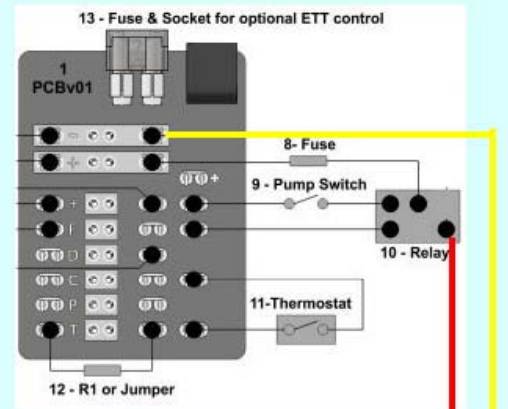 13 - Fuse & Socket for optional ETT control
1
PCBv01
-
8- Fuse
+
+
9 - Pump Switch
+
F
D
10 - Relay
C
11-Thermostat
P
T
12 - R1 or Jumper